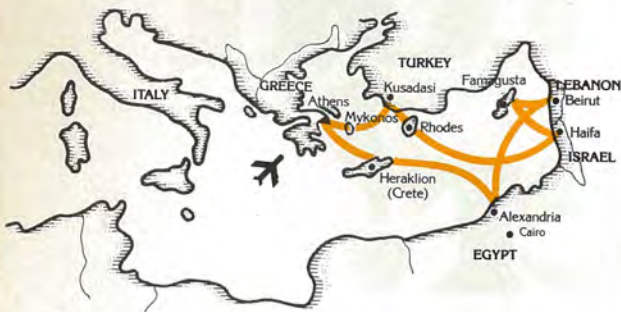 TURKEY
Famagusta
GREECE
Kusadasi
LEBANON
ITALY
Athens
Beirut
Mykonos
Rhodes
Haifa
ISRAEL
Heraklion
(Crete)
Alexandria
Cairo
EGYPT